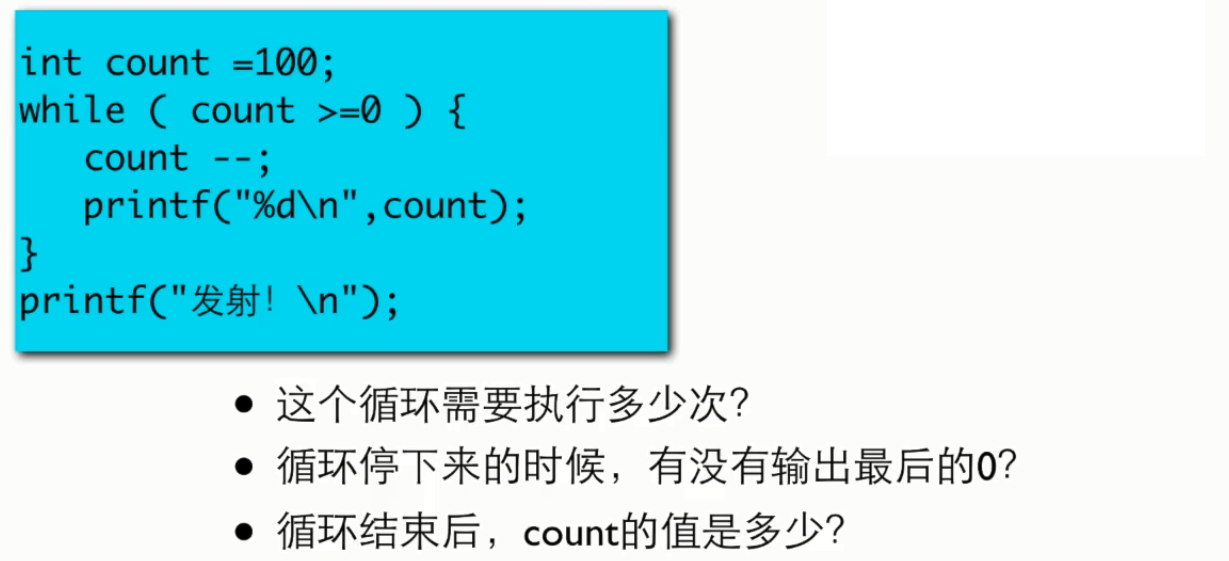 int count =100;
while ( count >=0 ) {
   count --;
   printf("%d\n",count);
}
printf("发射！\n");
● 这个循环需要执行多少次？
● 循环停下来的时候，有没有输出最后的0？
● 循环结束后，count的值是多少？